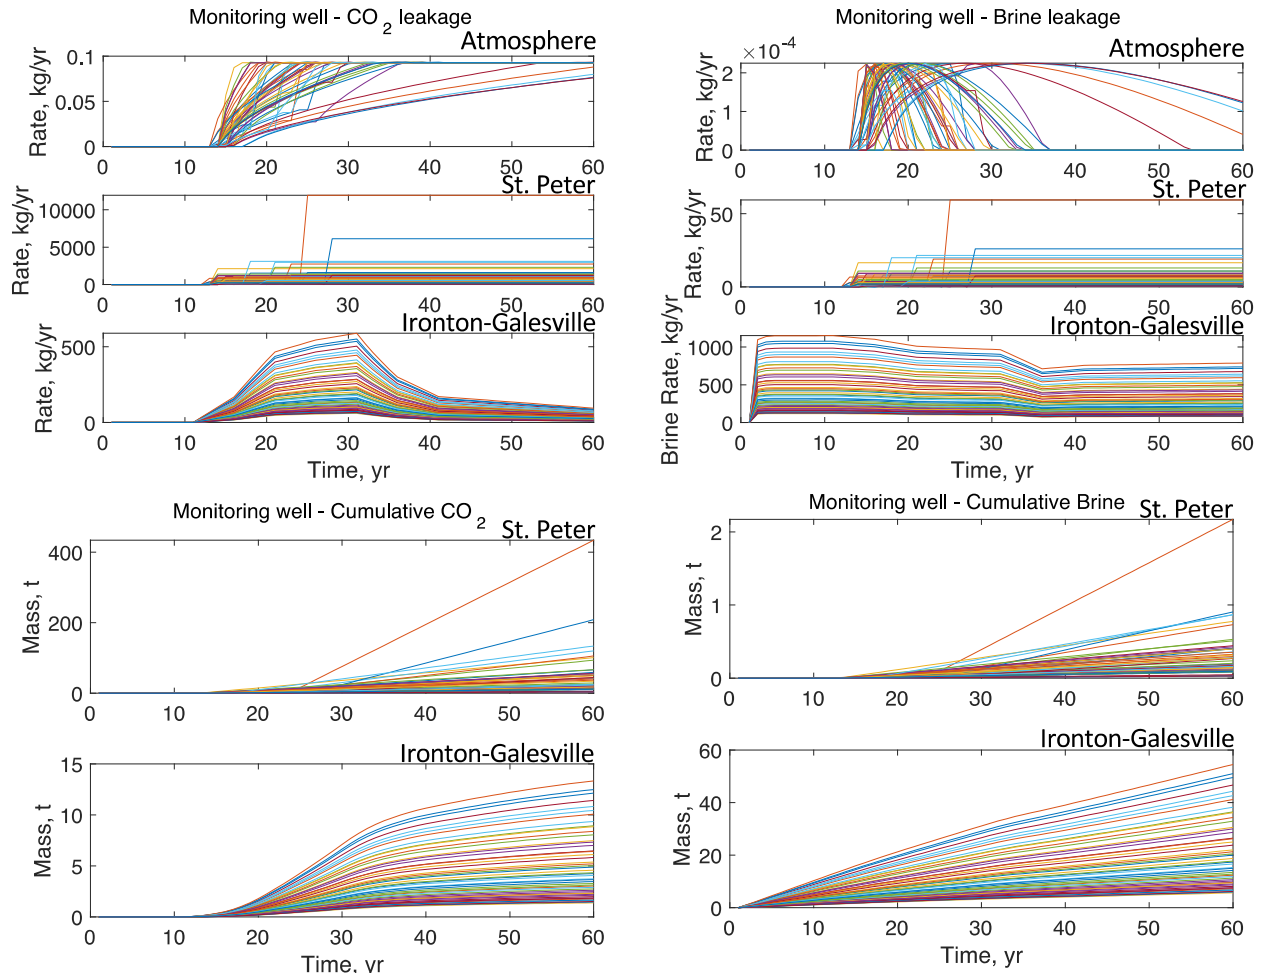 Monitoring well - CO2 leakage
Atmosphere
Rate, kg/yr
0.1
0.05
0
0 10 20 30 40 50 60
St. Peter
Rate, kg/yr
10000
5000
0
0 10 20 30 40 50 60
Ironton-Galesville
Rate, kg/yr
500
0
0 10 20 30 40 50 60
Time, yr
Monitoring well - Brine leakage
×10-4
Atmosphere
Rate, kg/yr
2
1
0
0 10 20 30 40 50 60
St. Peter
Rate, kg/yr
50
0
0 10 20 30 40 50 60
Ironton-Galesville
Brine Rate, kg/yr
1000
500
0
0 10 20 30 40 50 60
Time, yr
Monitoring well - Cumulative CO2
St. Peter
Mass, t
400
200
0
0 10 20 30 40 50 60
Ironton-Galesville
Mass, t
15
10
5
0
0 10 20 30 40 50 60
Time, yr
Monitoring well - Cumulative Brine
St. Peter
Mass, t
2
1
0
0 10 20 30 40 50 60
Ironton-Galesville
Mass, t
60
40
20
0
0 10 20 30 40 50 60
Time, yr